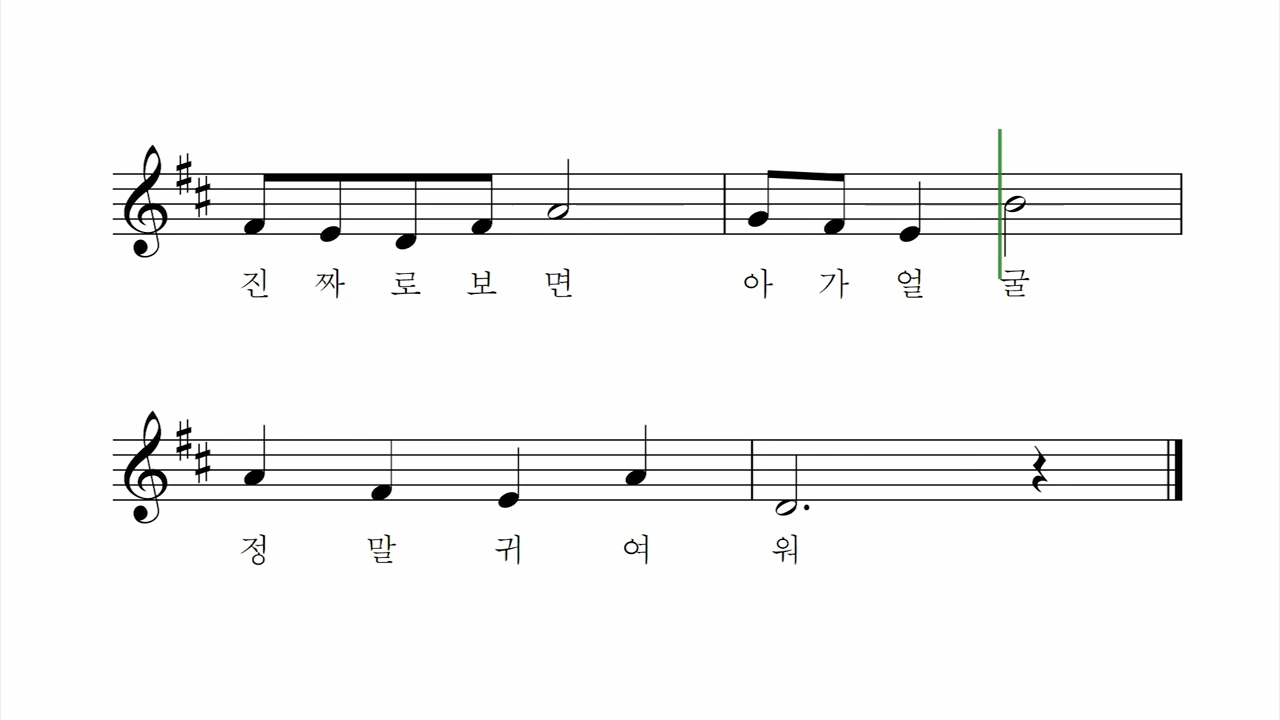 진 짜 로 보 면 아 가 얼 굴
정 말 귀 여 워